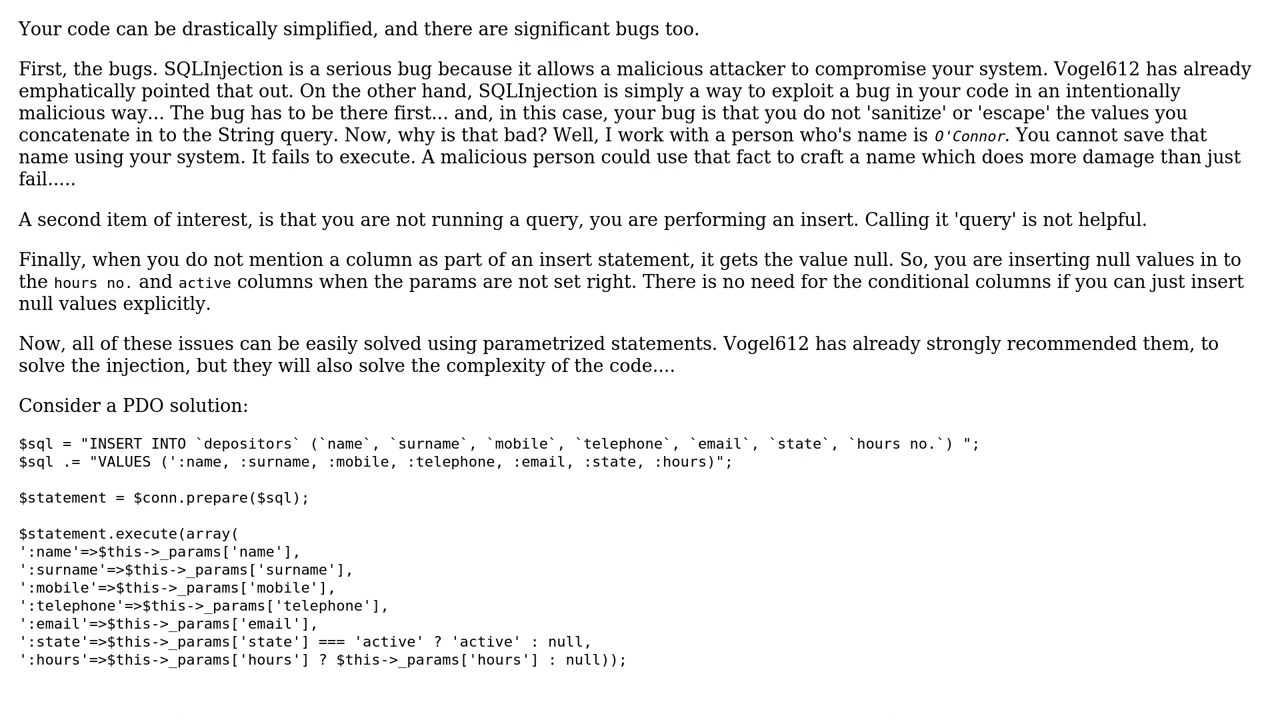 Your code can be drastically simplified, and there are significant bugs too.
First, the bugs. SQLInjection is a serious bug because it allows a malicious attacker to compromise your system. Vogel612 has already
emphatically pointed that out. On the other hand, SQLInjection is simply a way to exploit a bug in your code in an intentionally
malicious way... The bug has to be there first... and, in this case, your bug is that you do not 'sanitize' or 'escape' the values you
concatenate in to the String query. Now, why is that bad? Well, I work with a person who's name is O'Connor. You cannot save that
name using your system. It fails to execute. A malicious person could use that fact to craft a name which does more damage than just
fail.....
A second item of interest, is that you are not running a query, you are performing an insert. Calling it 'query' is not helpful.
Finally, when you do not mention a column as part of an insert statement, it gets the value null. So, you are inserting null values in to
the hours no. and active columns when the params are not set right. There is no need for the conditional columns if you can just insert
null values explicitly.
Now, all of these issues can be easily solved using parametrized statements. Vogel612 has already strongly recommended them, to
solve the injection, but they will also solve the complexity of the code....
Consider a PDO solution:
$sql = "INSERT INTO `depositors` (`name`, `surname`, `mobile`, `telephone`, `email`, `state`, `hours no.`) ";
$sql .= "VALUES (':name, :surname, :mobile, :telephone, :email, :state, :hours)";
$statement = $conn.prepare($sql);
$statement.execute(array(
':name'=>$this->_params['name'],
':surname'=>$this->_params['surname'],
':mobile'=>$this->_params['mobile'],
':telephone'=>$this->_params['telephone'],
':email'=>$this->_params['email'],
':state'=>$this->_params['state'] === 'active' ? 'active' : null,
':hours'=>$this->_params['hours'] ? $this->_params['hours'] : null));